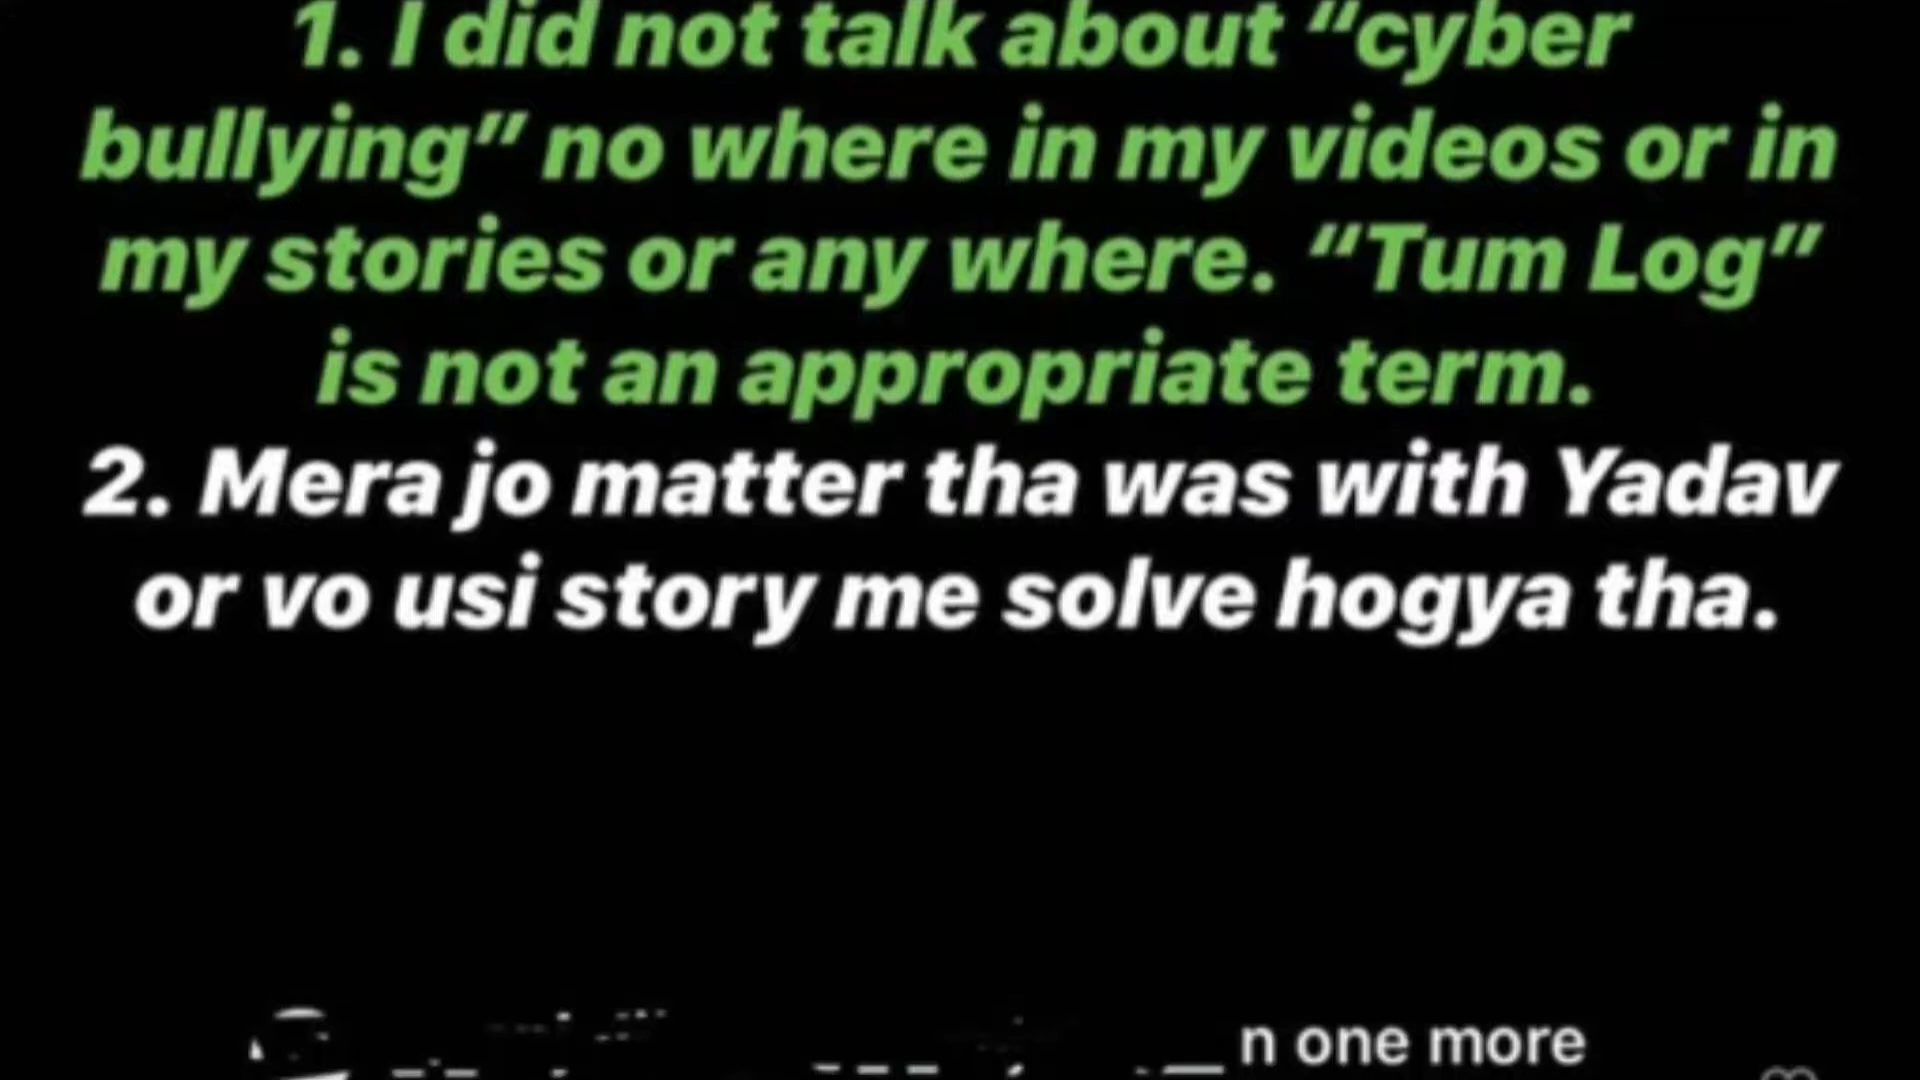 1. I did not talk about “cyber
bullying” no where in my videos or in
my stories or any where. “Tum Log”
is not an appropriate term.
2. Mera jo matter tha was with Yadav
or vo usi story me solve hogya tha.
n one more